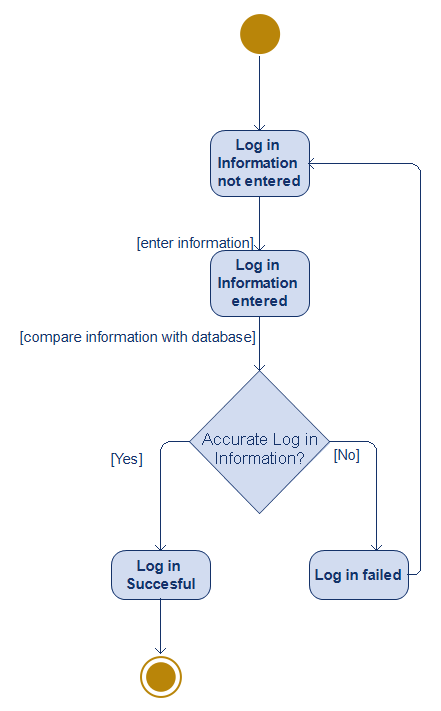 Log in
Information
not entered
[enter information]
Log in
Information
entered
[compare information with database]
Accurate Log in
Information?
[Yes]
[No]
Log in
Succesful
Log in failed